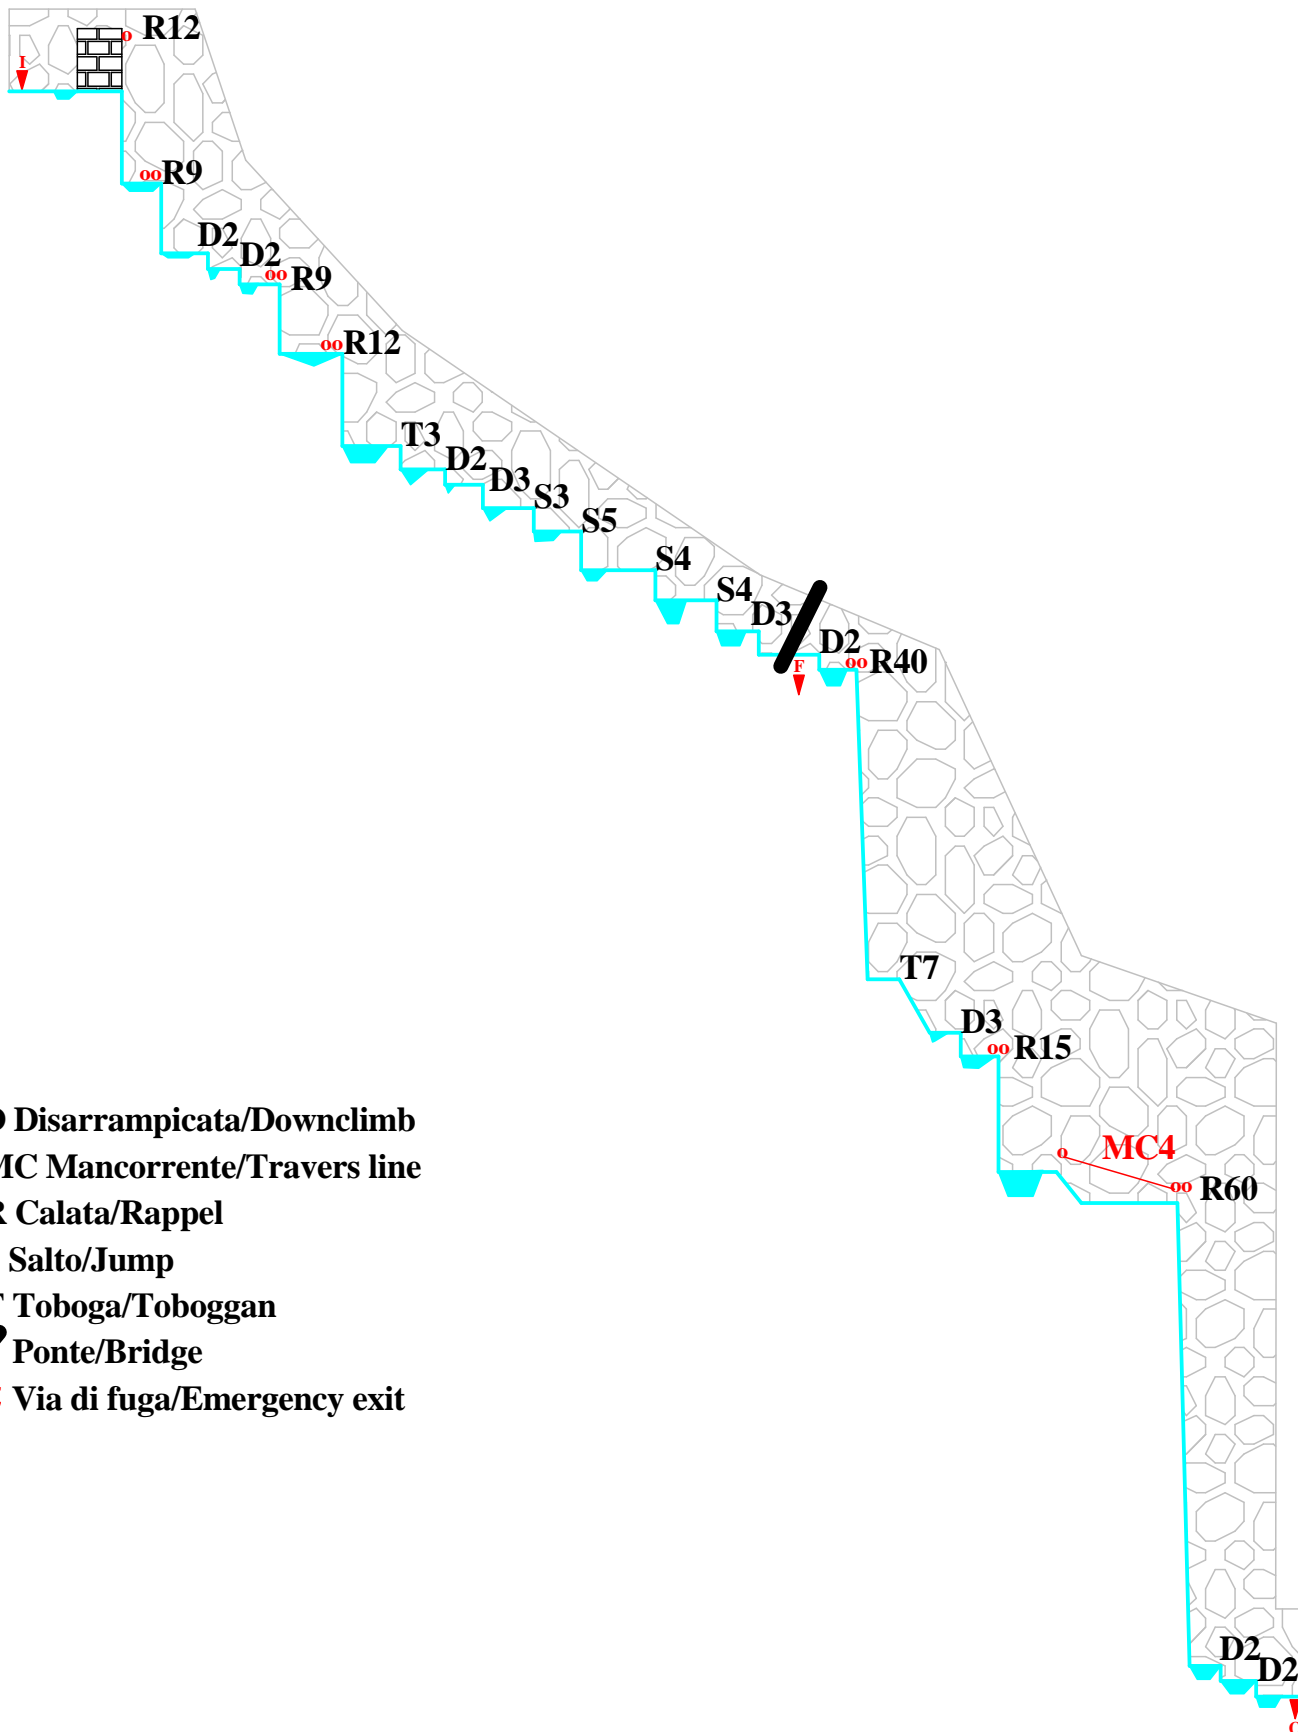 R12
I
R9
D2
D2
R9
R12
T3
D2
D3
S3
S5
S4
S4
D3
D2
R40
F
T7
D3
R15
MC4
R60
D Disarrampicata/Downclimb
MC Mancorrente/Travers line
R Calata/Rappel
Salto/Jump
T Toboga/Toboggan
Ponte/Bridge
Via di fuga/Emergency exit
D2
D2